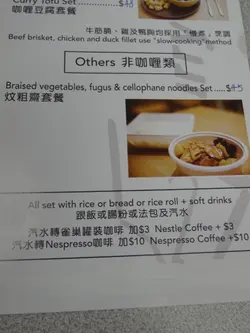 Curry Tofu Set
咖喱豆腐套餐
牛筋腩、雞及鴨胸均採用「慢煮」烹調
Beef brisket, chicken and duck fillet use "slow-cooking" method
Others 非咖喱類
Braised vegetables, fugus & cellophane noodles Set .....$45
炆粗齋套餐
All set with rice or bread or rice roll + soft drinks
跟飯或腸粉或法包及汽水
汽水轉雀巢罐裝咖啡 加$3 Nestle Coffee + $3
汽水轉Nespresso咖啡 加$10 Nespresso Coffee +$10